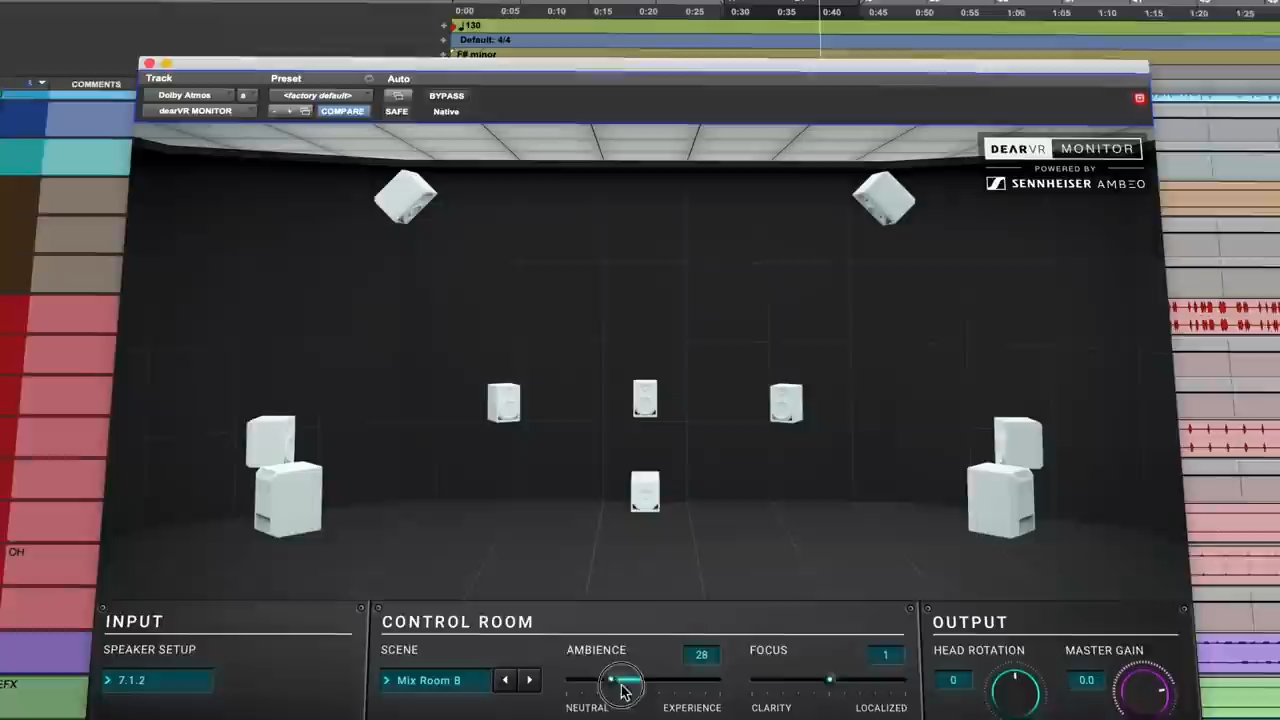 0:00 0:05 0:10 0:15 0:20 0:25 0:30 0:35 0:40 0:45 0:50 0:55 1:00 1:05 1:10 1:15 1:20 1:25
130
Default: 4/4
F# minor
COMMENTS
Track Preset Auto
Dolby Atmos a <factory default> BYPASS
dearVR MONITOR - + COMPARE SAFE Native
DEARVR MONITOR
POWERED BY
SENNHEISER AMBEO
OH
EFX
INPUT
SPEAKER SETUP
> 7.1.2
CONTROL ROOM
SCENE AMBIENCE 28 FOCUS 1
> Mix Room B
NEUTRAL EXPERIENCE CLARITY LOCALIZED
OUTPUT
HEAD ROTATION MASTER GAIN
0 0.0